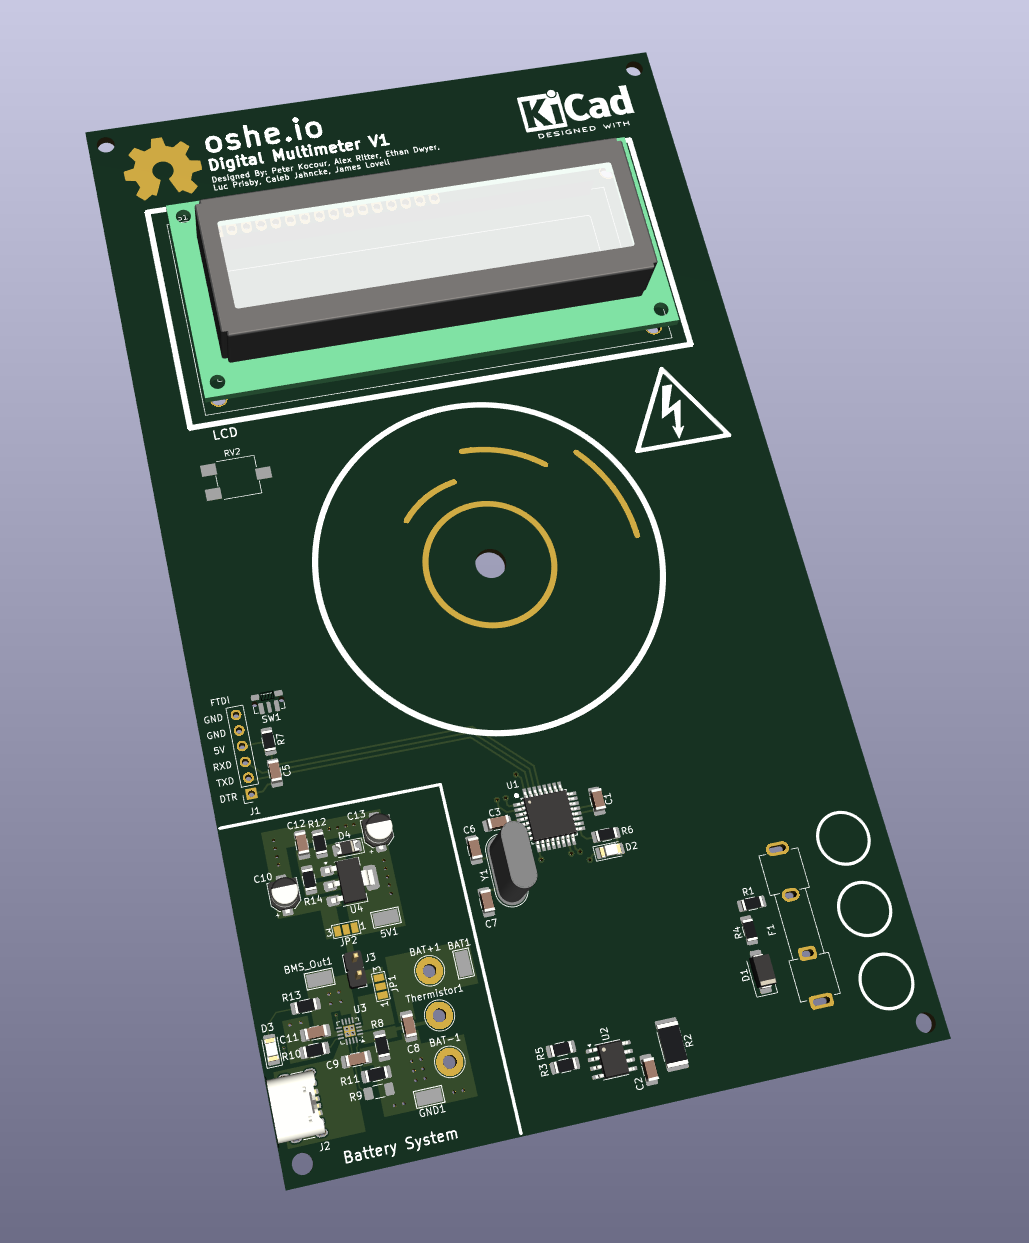 oshe.io
Digital Multimeter V1
Designed By: Peter Kocour, Alex Ritter, Ethan Dwyer,
Luc Prisby, Caleb Jahncke, James Lovell
KiCad
DESIGNED WITH
LCD
RV2
FTDI
GND
GND
5V
RXD
TXD
DTR
J1
SW1
R7
C5
U1
C1
C3
C6
R6
D2
Y1
C7
C12
R12
D4
C13
C10
R14
U4
3
1
JP2
5V1
BMS_Out1
J3
BAT+1
BAT1
3
JP1
1
R13
Thermistor1
U3
D3
C11
R8
R10
C9
C8
BAT-1
R11
R9
GND1
J2
Battery System
R1
R4
F1
D1
R5
R3
U2
C2
R2